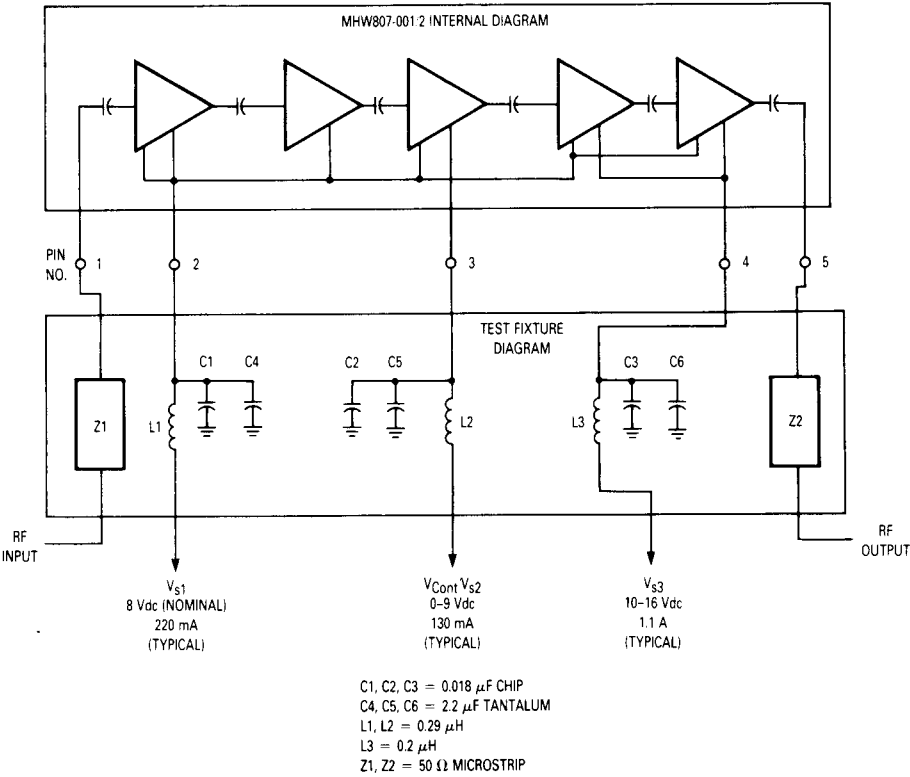 MHW807-001/2 INTERNAL DIAGRAM
PIN
NO.
1
2
3
4
5
TEST FIXTURE
DIAGRAM
C1
C4
C2
C5
C3
C6
Z1
L1
L2
L3
Z2
RF
INPUT
RF
OUTPUT
Vs1
8 Vdc (NOMINAL)
220 mA
(TYPICAL)
VCont Vs2
0–9 Vdc
130 mA
(TYPICAL)
Vs3
10–16 Vdc
1.1 A
(TYPICAL)
C1, C2, C3 = 0.018 μF CHIP
C4, C5, C6 = 2.2 μF TANTALUM
L1, L2 = 0.29 μH
L3 = 0.2 μH
Z1, Z2 = 50 Ω MICROSTRIP